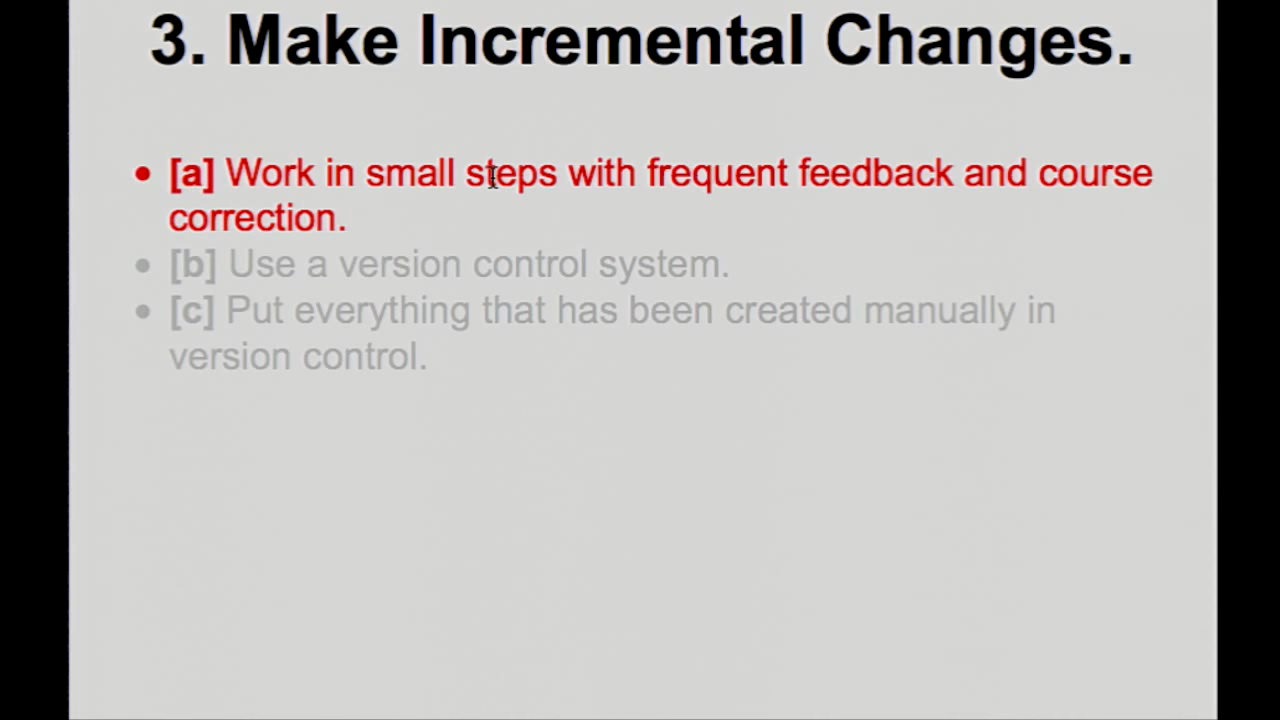 3. Make Incremental Changes.
• [a] Work in small steps with frequent feedback and course
correction.
• [b] Use a version control system.
• [c] Put everything that has been created manually in
version control.